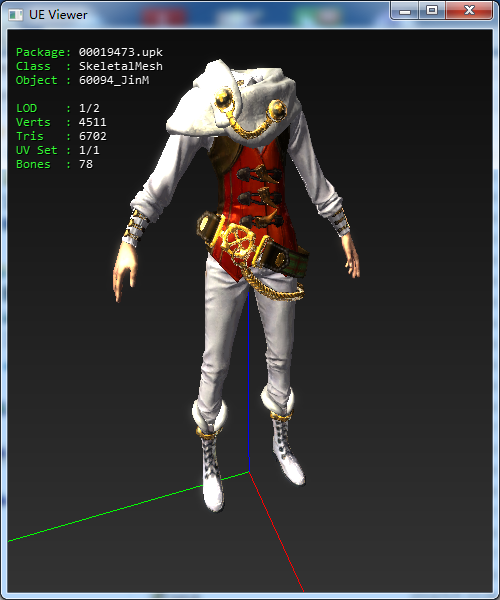 UE Viewer
Package: 00019473.upk
Class : SkeletalMesh
Object : 60094_JinM
LOD : 1/2
Verts : 4511
Tris : 6702
UV Set : 1/1
Bones : 78